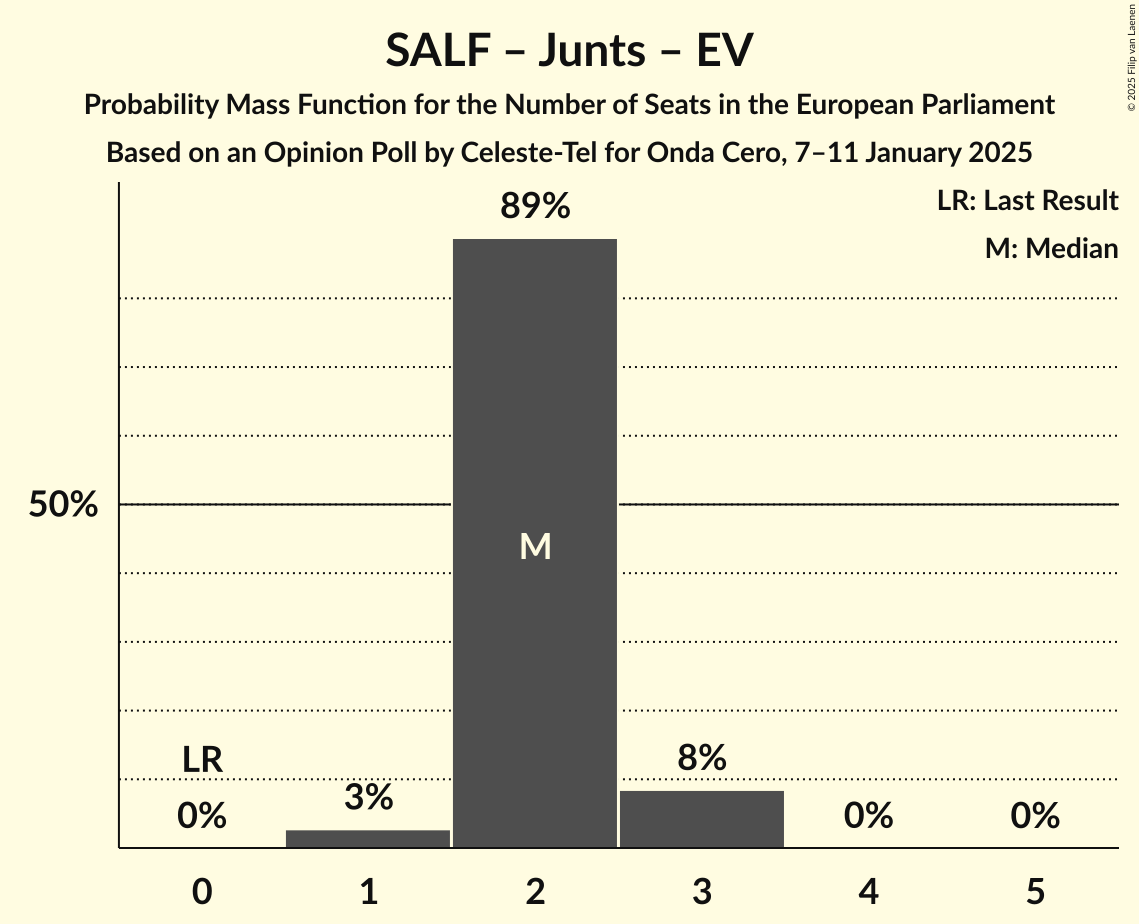 SALF – Junts – EV
Probability Mass Function for the Number of Seats in the European Parliament
Based on an Opinion Poll by Celeste-Tel for Onda Cero, 7–11 January 2025
© 2025 Filip van Laenen
LR: Last Result
M: Median
89%
50%
M
LR
0%
3%
8%
0%
0%
0 1 2 3 4 5